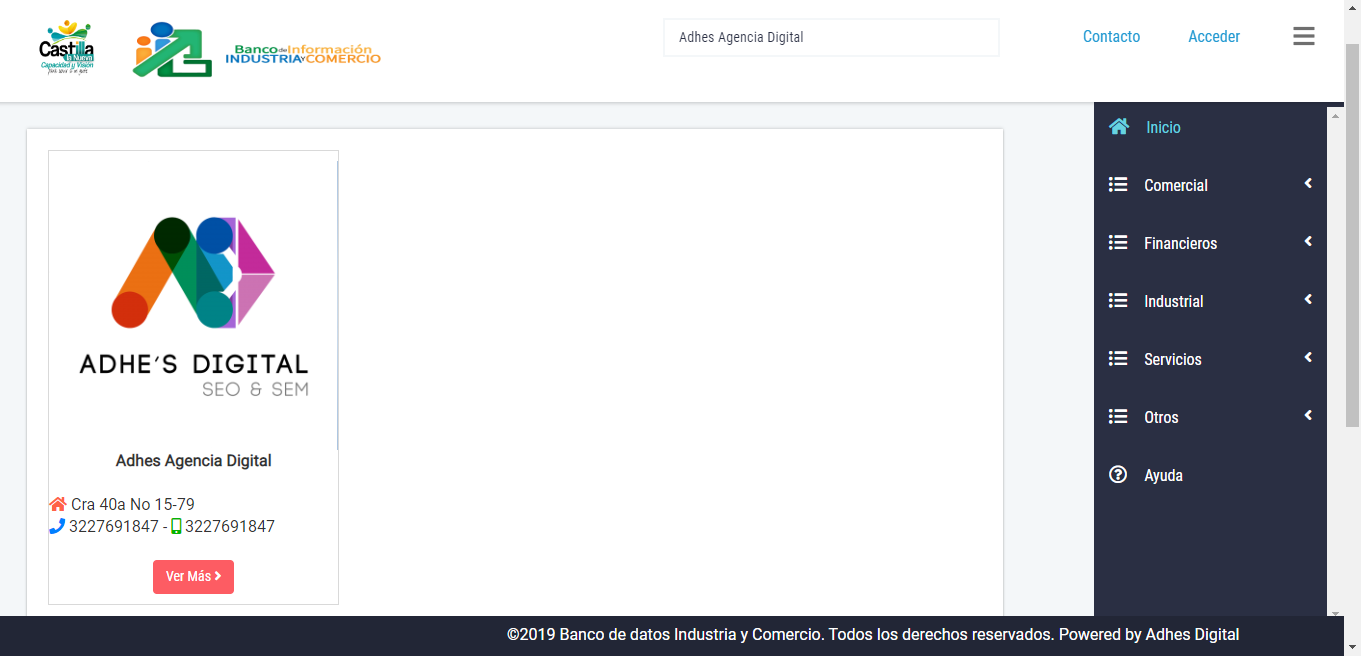 Castilla
la Nueva
Capacidad y Visión
Banco de Información
INDUSTRIA Y COMERCIO
Adhes Agencia Digital
Contacto
Acceder
Inicio
Comercial
Financieros
Industrial
Servicios
Otros
Ayuda
ADHE'S DIGITAL
SEO & SEM
Adhes Agencia Digital
Cra 40a No 15-79
3227691847 - 3227691847
Ver Más
©2019 Banco de datos Industria y Comercio. Todos los derechos reservados. Powered by Adhes Digital